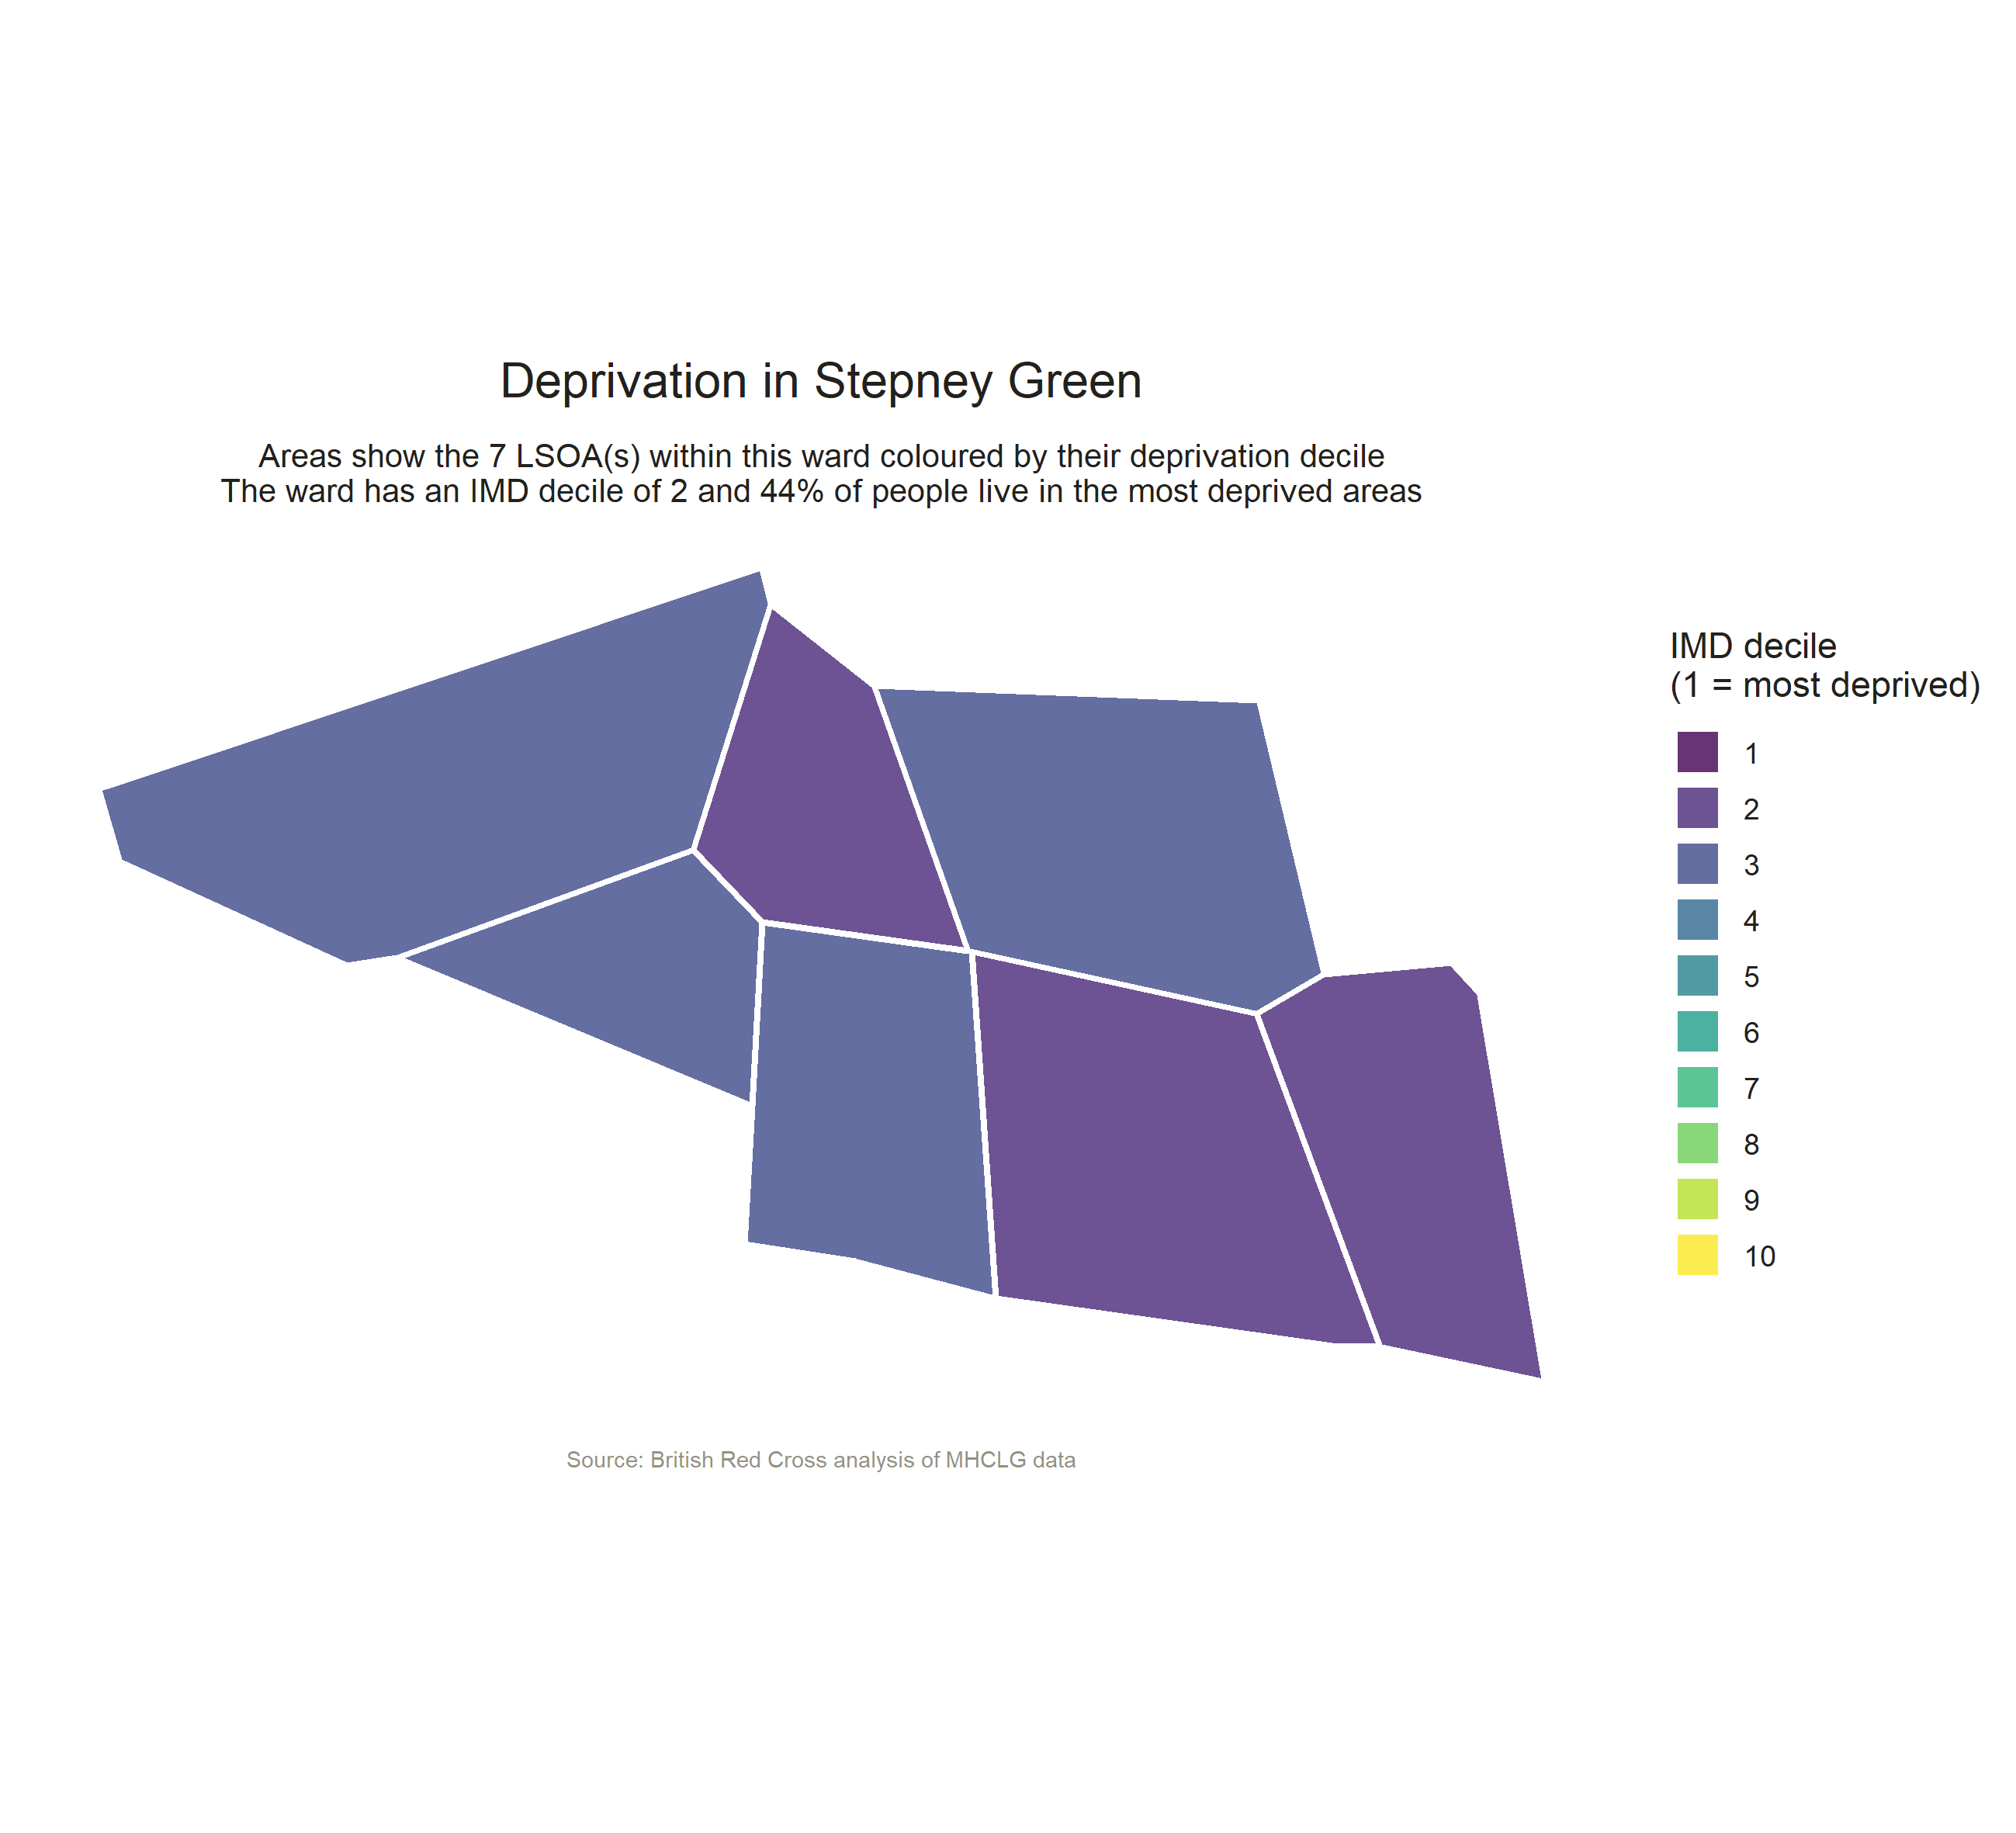 Deprivation in Stepney Green
Areas show the 7 LSOA(s) within this ward coloured by their deprivation decile
The ward has an IMD decile of 2 and 44% of people live in the most deprived areas
IMD decile
(1 = most deprived)
1
2
3
4
5
6
7
8
9
10
Source: British Red Cross analysis of MHCLG data